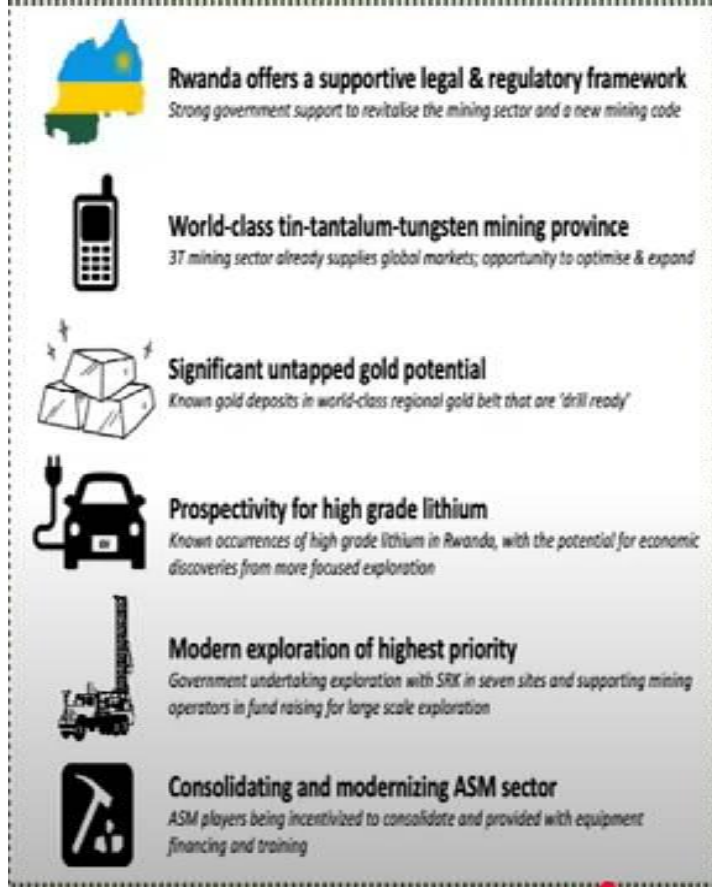 Rwanda offers a supportive legal & regulatory framework
Strong government support to revitalise the mining sector and a new mining code
World-class tin-tantalum-tungsten mining province
3T mining sector already supplies global markets; opportunity to optimise & expand
Significant untapped gold potential
Known gold deposits in world-class regional gold belt that are 'drill ready'
Prospectivity for high grade lithium
Known occurrences of high grade lithium in Rwanda, with the potential for economic
discoveries from more focused exploration
Modern exploration of highest priority
Government undertaking exploration with SRK in seven sites and supporting mining
operators in fund raising for large scale exploration
Consolidating and modernizing ASM sector
ASM players being incentivized to consolidate and provided with equipment
financing and training